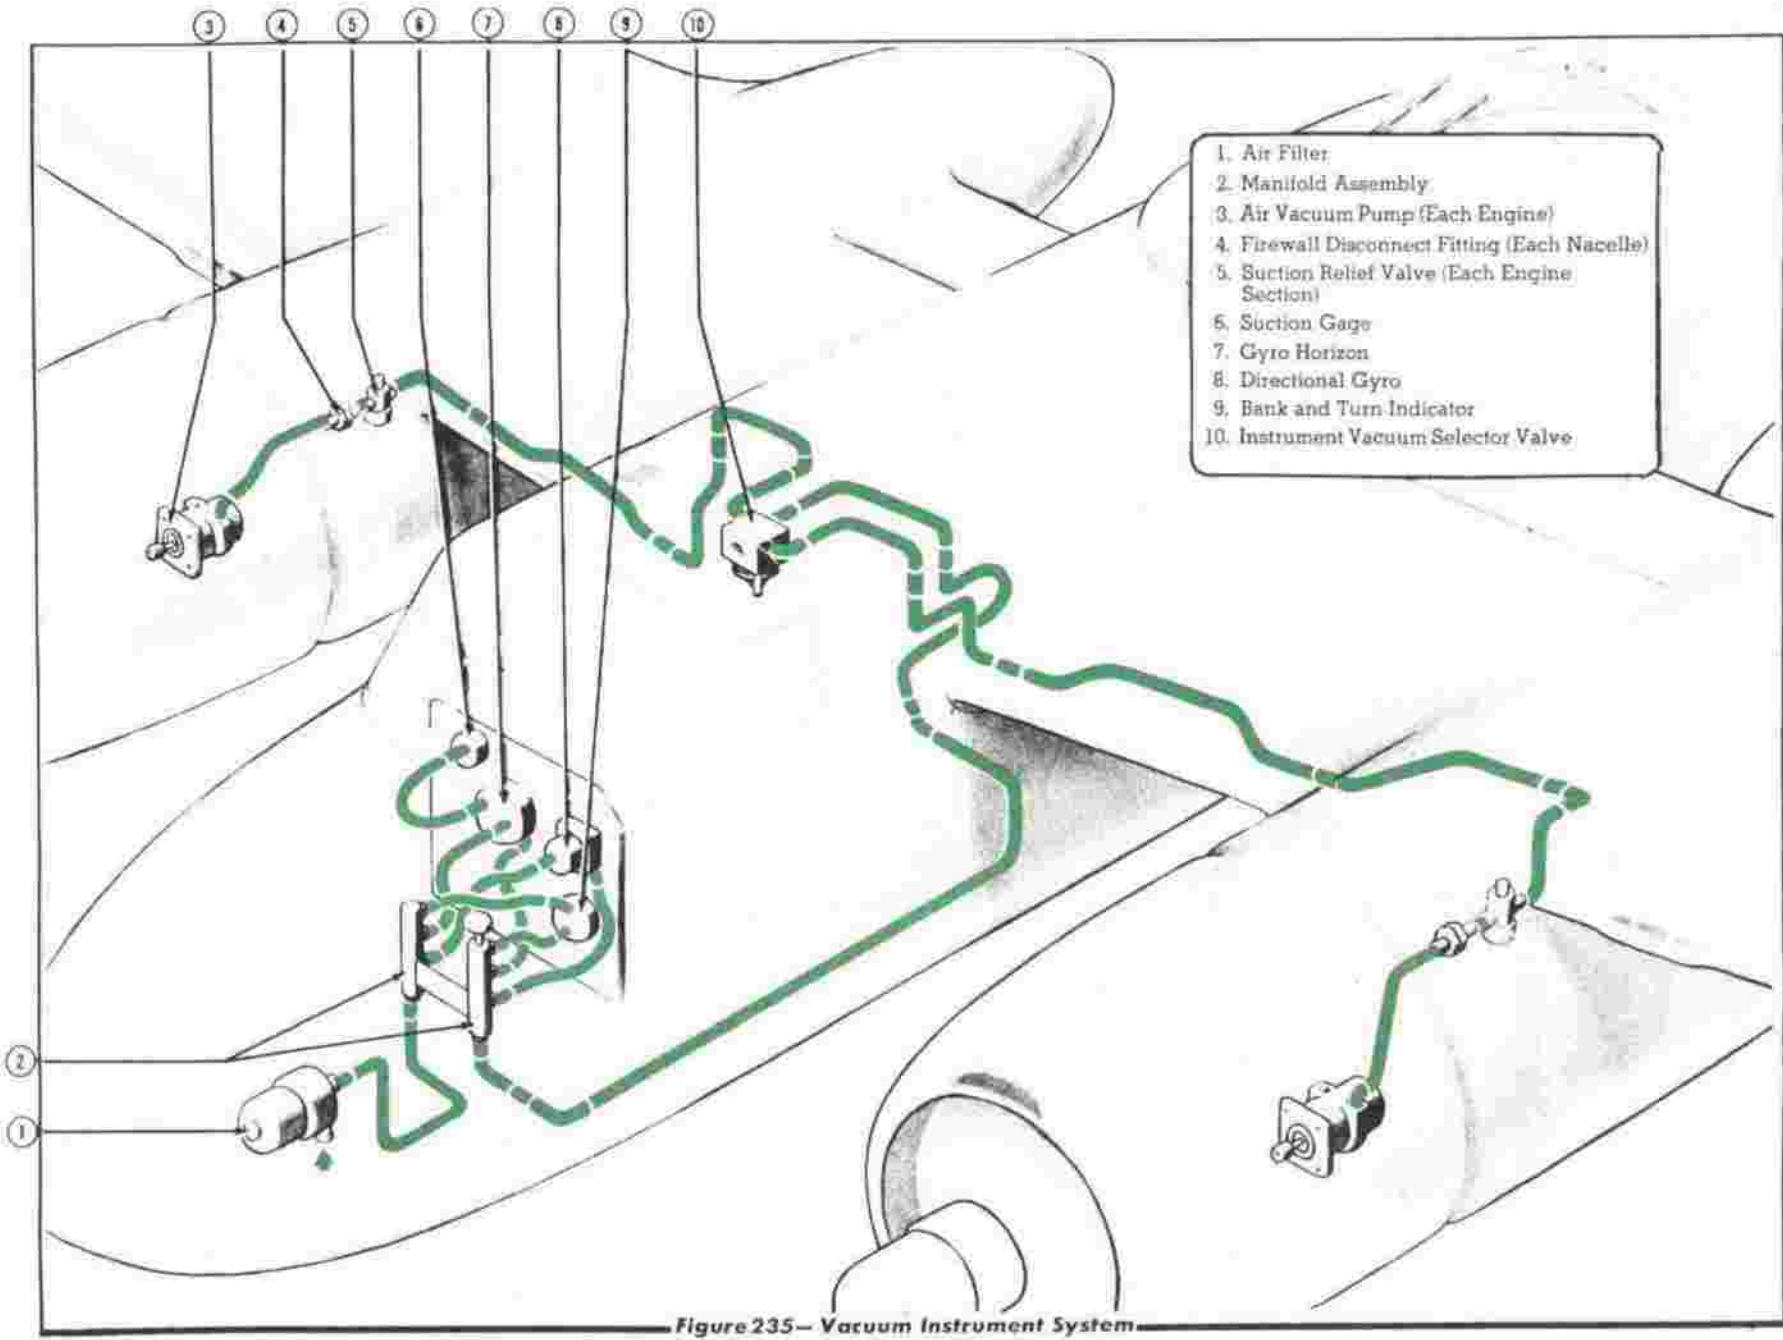 3 4 5 6 7 8 9 10
1. Air Filter
2. Manifold Assembly
3. Air Vacuum Pump (Each Engine)
4. Firewall Disconnect Fitting (Each Nacelle)
5. Suction Relief Valve (Each Engine
Section)
6. Suction Gage
7. Gyro Horizon
8. Directional Gyro
9. Bank and Turn Indicator
10. Instrument Vacuum Selector Valve
2
1
Figure 235— Vacuum Instrument System